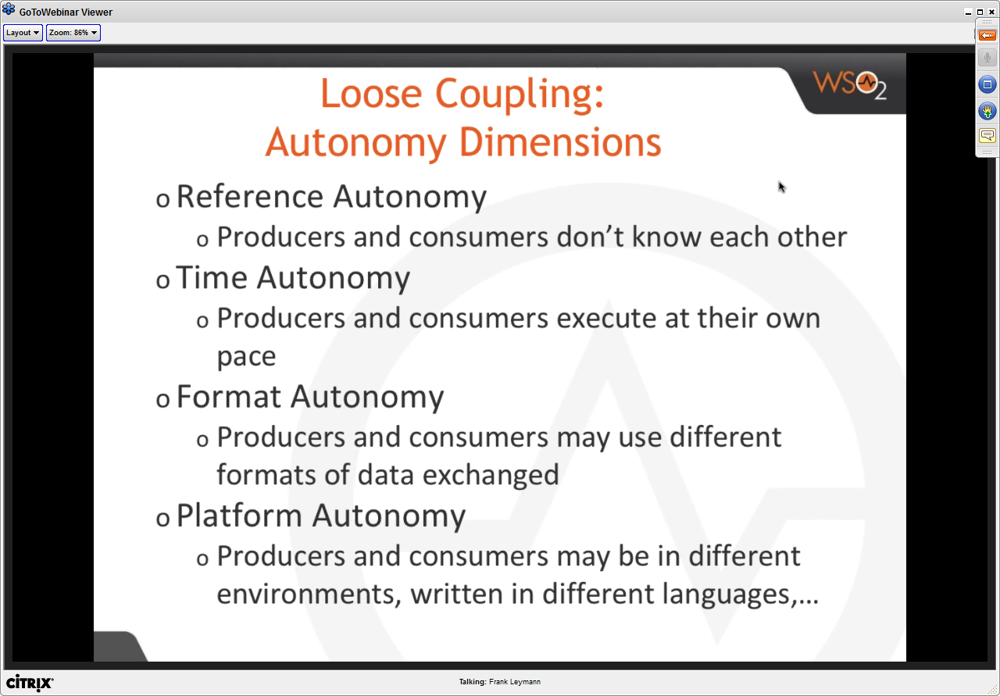 GoToWebinar Viewer
Layout
Zoom: 86%
WSO2
Loose Coupling:
Autonomy Dimensions
o Reference Autonomy
o Producers and consumers don’t know each other
o Time Autonomy
o Producers and consumers execute at their own
pace
o Format Autonomy
o Producers and consumers may use different
formats of data exchanged
o Platform Autonomy
o Producers and consumers may be in different
environments, written in different languages,…
CITRIX
Talking: Frank Leymann